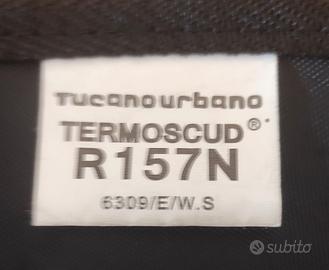 Tucanourbano
TERMOSCUD®
R157N
6309/E/W.S
subito